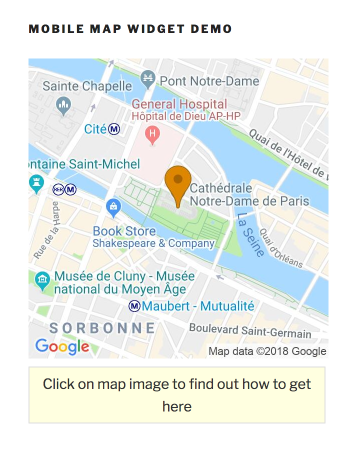 MOBILE MAP WIDGET DEMO
Pont Notre-Dame
Sainte Chapelle
General Hospital
Hôpital de Dieu AP-HP
Cité M
Quai de l'Hôtel de v
ntaine Saint-Michel
Cathédrale
Notre-Dame de Paris
Rue de la Harpe
Book Store
Shakespeare & Company
La Seine
Quai d'Orléans
Musée de Cluny - Musée
national du Moyen Âge
M Maubert - Mutualité
SORBONNE
Boulevard Saint-Germain
Google
Map data ©2018 Google
Click on map image to find out how to get
here